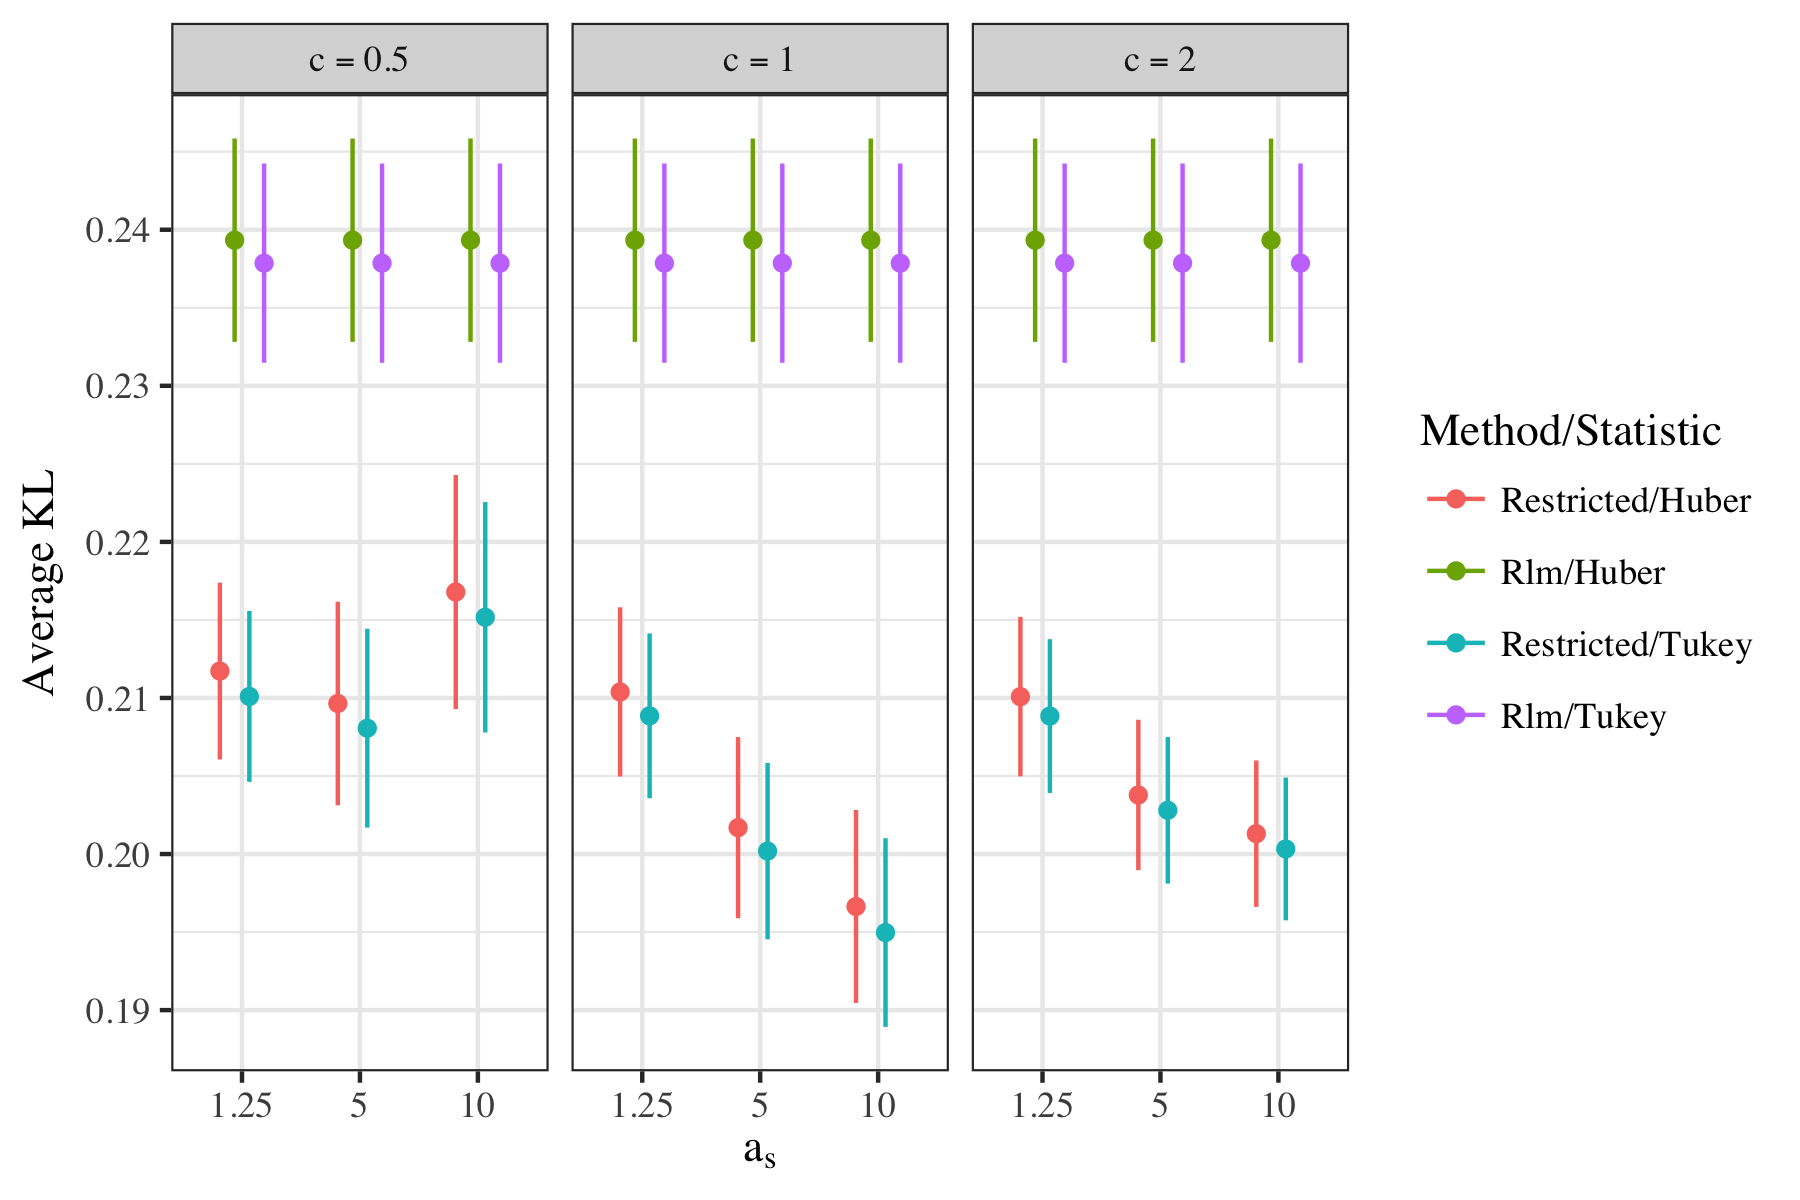 c = 0.5
c = 1
c = 2
Average KL
0.24
0.23
0.22
0.21
0.20
0.19
1.25 5 10
1.25 5 10
1.25 5 10
as
Method/Statistic
Restricted/Huber
Rlm/Huber
Restricted/Tukey
Rlm/Tukey